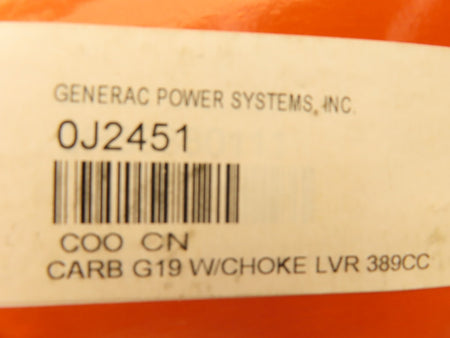 GENERAC POWER SYSTEMS, INC.
0J2451
COO CN
CARB G19 W/CHOKE LVR 389CC